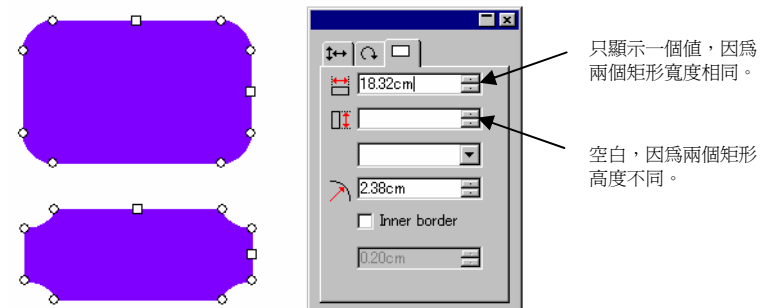 只顯示一個值，因爲
兩個矩形寬度相同。
18.32cm
空白，因爲兩個矩形
高度不同。
2.38cm
Inner border
0.20cm